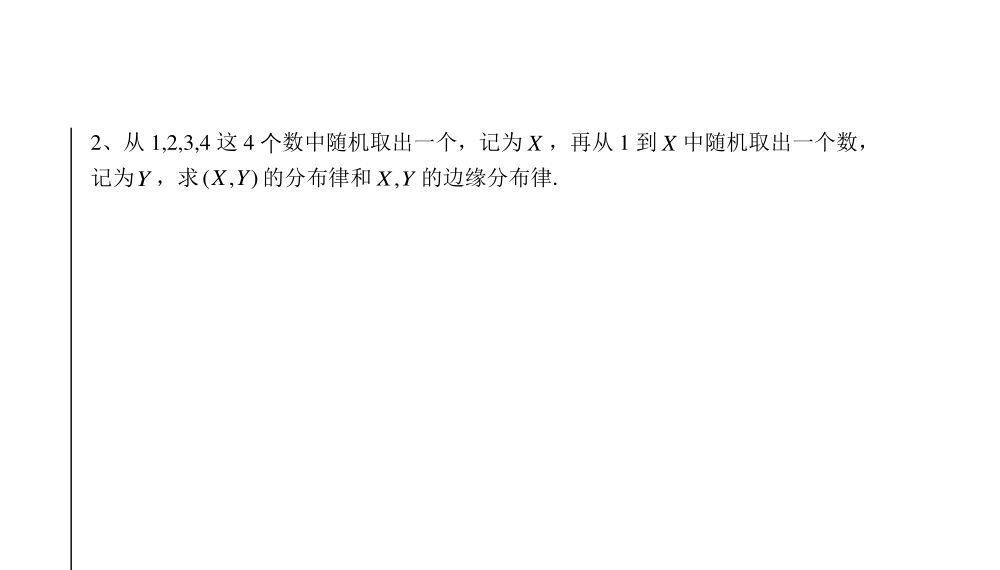 2、从 1,2,3,4 这 4 个数中随机取出一个，记为 X ，再从 1 到 X 中随机取出一个数，
记为 Y ，求 (X,Y) 的分布律和 X,Y 的边缘分布律.